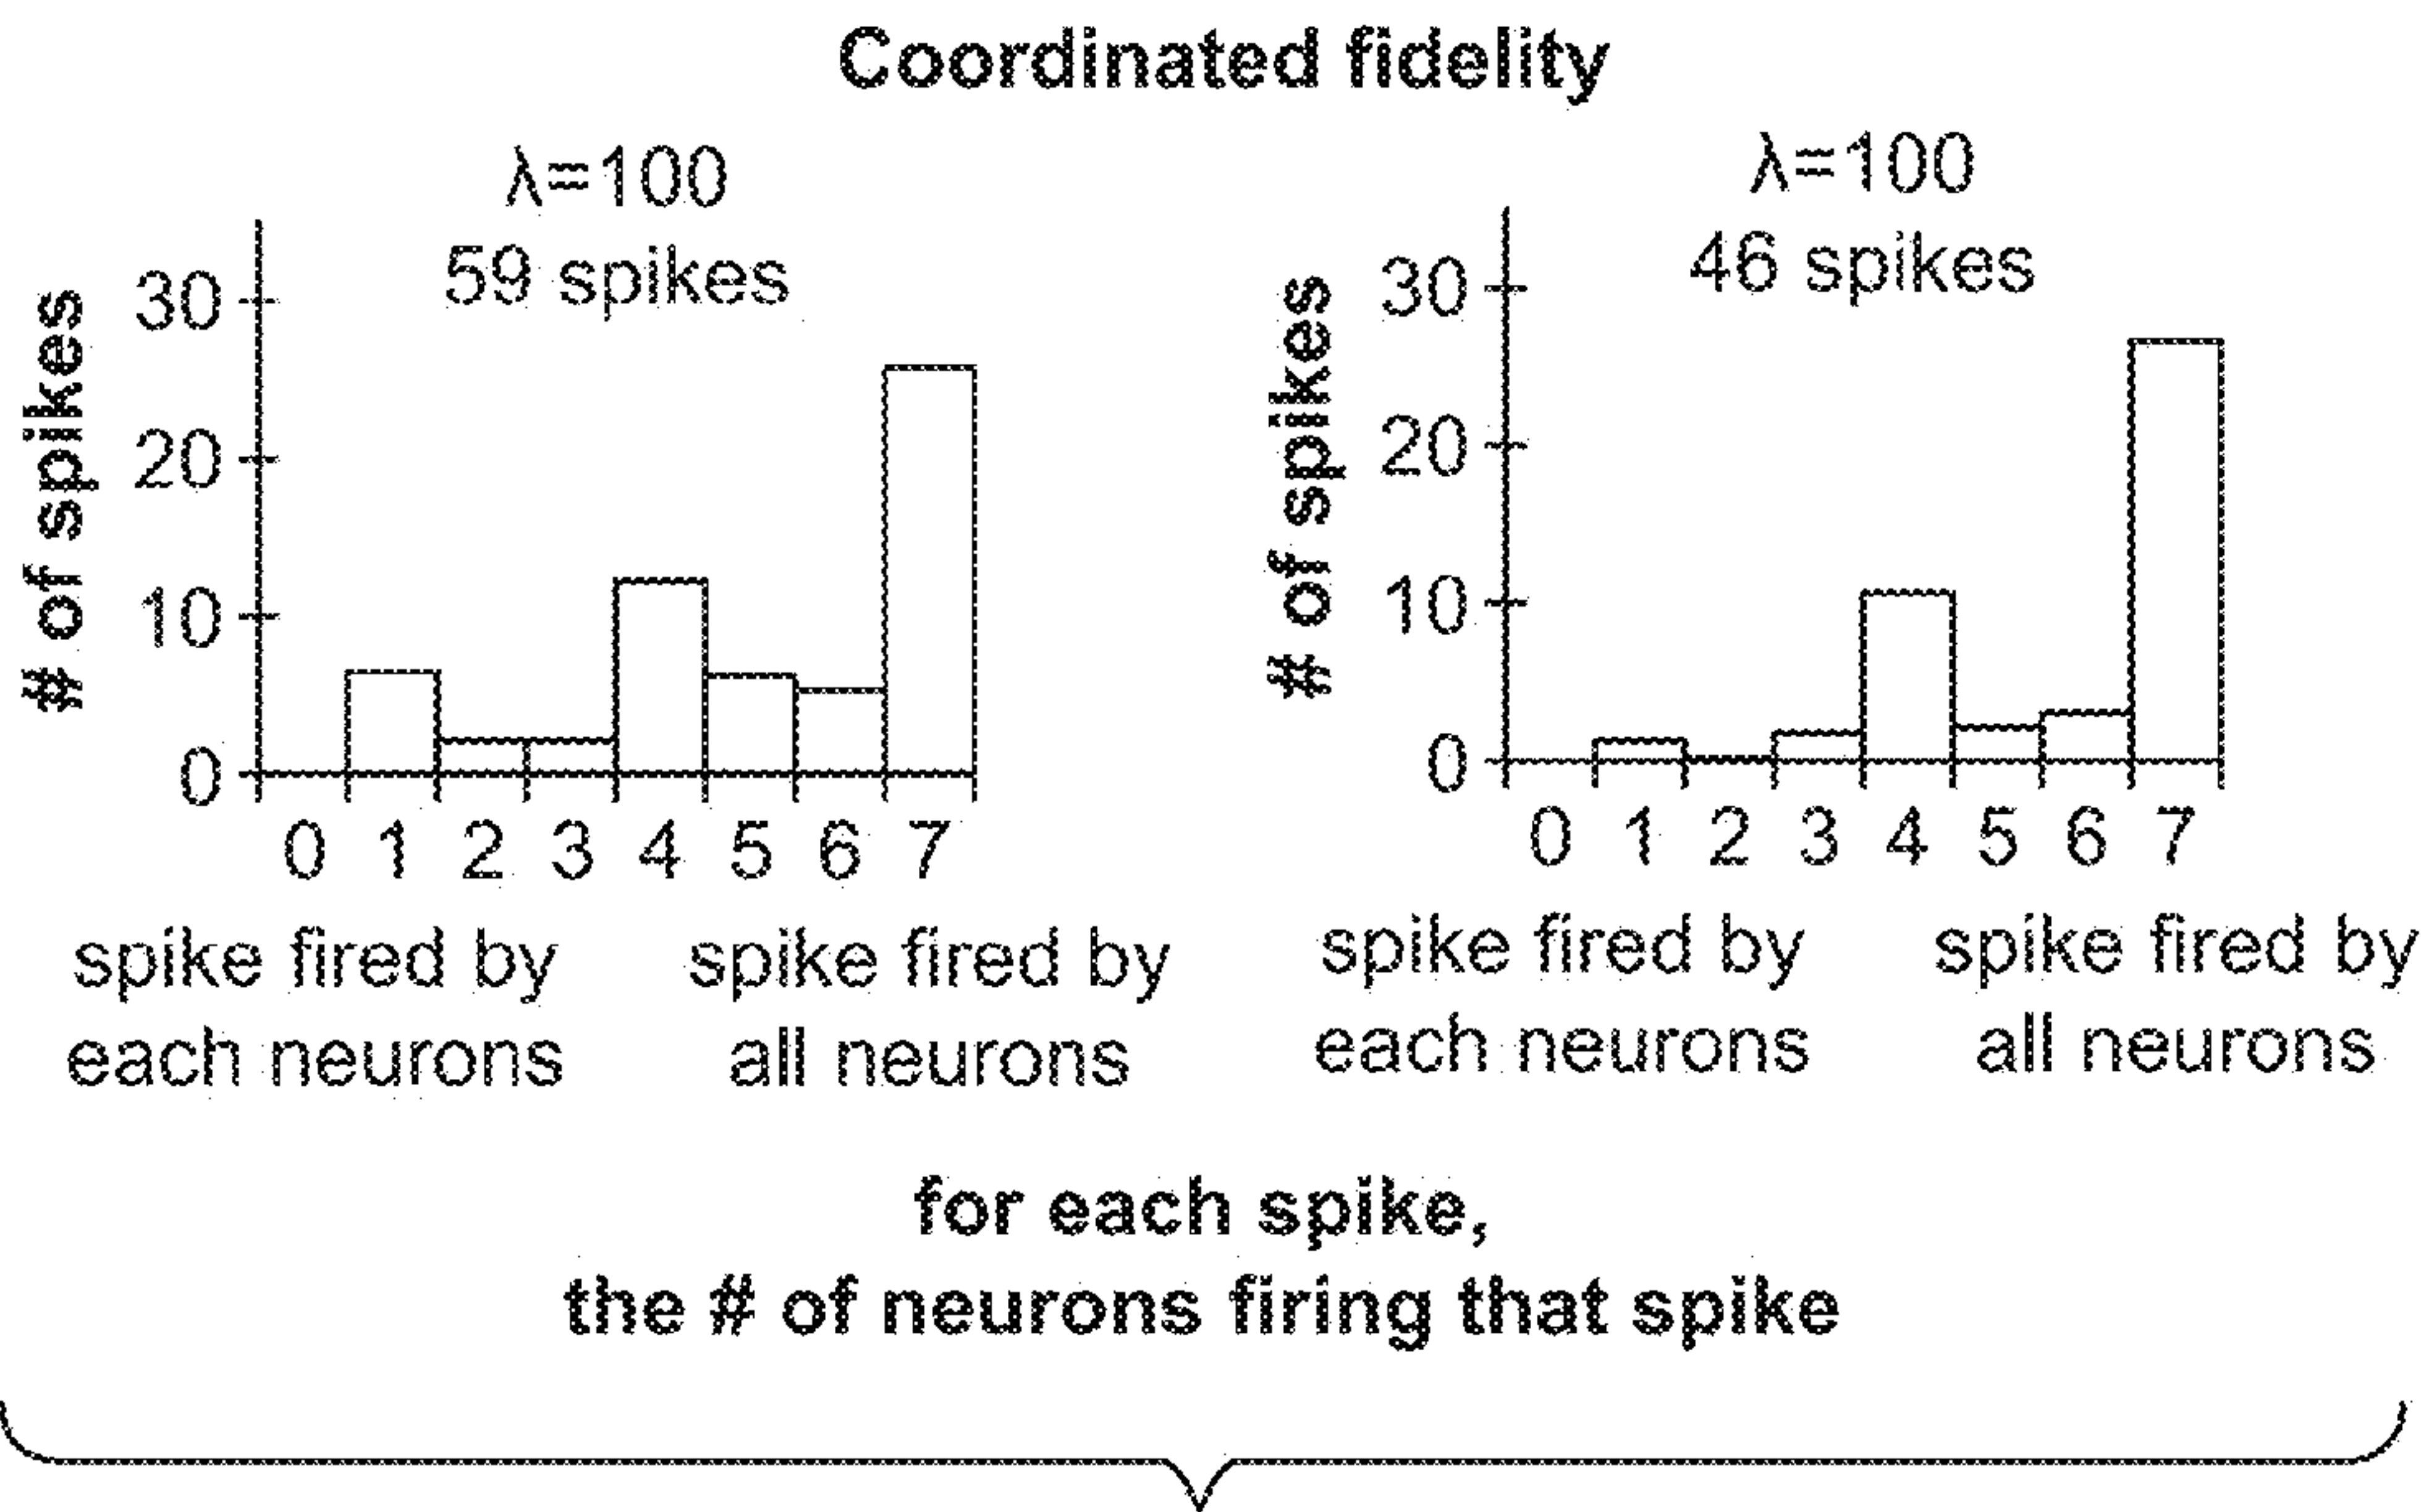 Coordinated fidelity
λ=100
59 spikes
# of spikes
30
20
10
0
0 1 2 3 4 5 6 7
spike fired by
each neurons
spike fired by
all neurons
λ=100
46 spikes
# of spikes
30
20
10
0
0 1 2 3 4 5 6 7
spike fired by
each neurons
spike fired by
all neurons
for each spike,
the # of neurons firing that spike